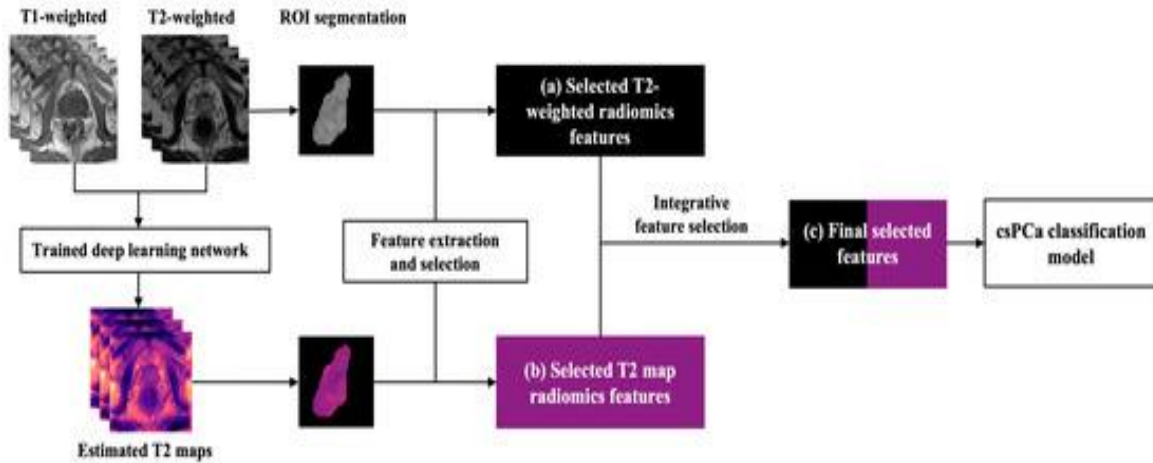 T1-weighted
T2-weighted
ROI segmentation
(a) Selected T2-
weighted radiomics
features
Trained deep learning network
Feature extraction
and selection
Integrative
feature selection
(c) Final selected
features
csPCa classification
model
(b) Selected T2 map
radiomics features
Estimated T2 maps